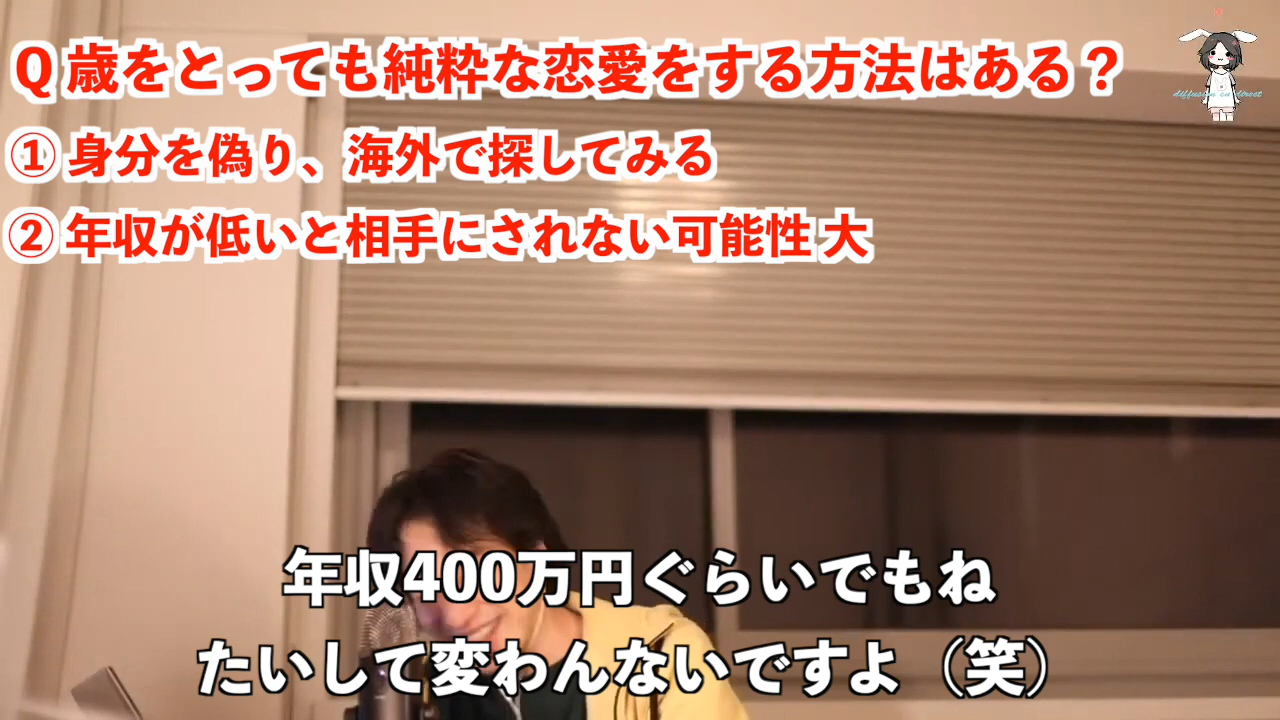 Q 歳をとっても純粋な恋愛をする方法はある？
① 身分を偽り、海外で探してみる
② 年収が低いと相手にされない可能性 大
diffusion en direct
年収400万円ぐらいでもね
たいして変わんないですよ（笑）